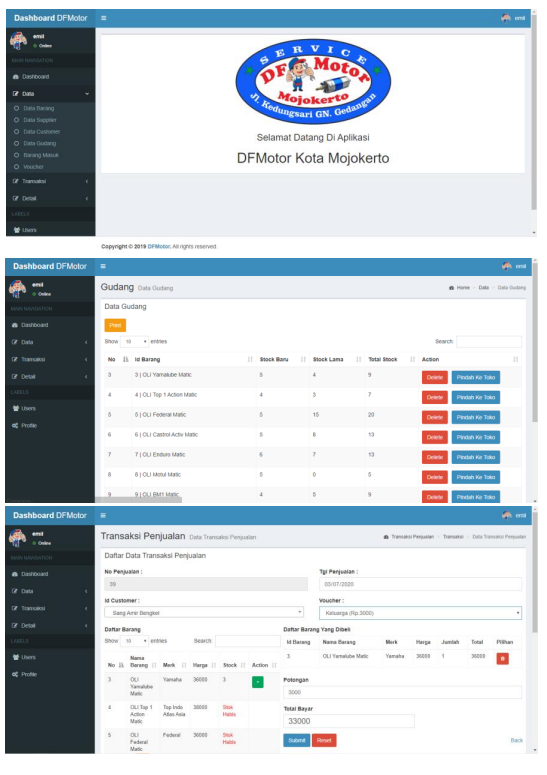 Dashboard DFMotor
emil
emil
Online
MAIN NAVIGATION
Dashboard
Data
Data Barang
Data Supplier
Data Customer
Data Gudang
Barang Masuk
Voucher
Transaksi
Detail
LABELS
Users
SERVICE
DF Motor
Mojokerto
Jl. Kedungsari GN. Gedangan
Selamat Datang Di Aplikasi
DFMotor Kota Mojokerto
Copyright © 2019 DFMotor. All rights reserved.
Dashboard DFMotor
emil
emil
Online
MAIN NAVIGATION
Dashboard
Data
Transaksi
Detail
LABELS
Users
Profile
Gudang Data Gudang
Home > Data > Data Gudang
Data Gudang
Print
Show 10 entries
Search:
No Id Barang Stock Baru Stock Lama Total Stock Action
3 3 | OLI Yamalube Matic 5 4 9 Delete Pindah Ke Toko
4 4 | OLI Top 1 Action Matic 4 3 7 Delete Pindah Ke Toko
5 5 | OLI Federal Matic 5 15 20 Delete Pindah Ke Toko
6 6 | OLI Castrol Activ Matic 5 8 13 Delete Pindah Ke Toko
7 7 | OLI Enduro Matic 6 7 13 Delete Pindah Ke Toko
8 8 | OLI Motul Matic 5 0 5 Delete Pindah Ke Toko
9 9 | OLI BM1 Matic 4 5 9 Delete Pindah Ke Toko
Dashboard DFMotor
emil
emil
Online
MAIN NAVIGATION
Dashboard
Data
Transaksi
Detail
LABELS
Users
Profile
Transaksi Penjualan Data Transaksi Penjualan
Transaksi Penjualan > Transaksi > Data Transaksi Penjualan
Daftar Data Transaksi Penjualan
No Penjualan :
39
Tgl Penjualan :
03/07/2020
Id Customer :
Sang Amir Bengkel
Voucher :
Keluarga (Rp.3000)
Daftar Barang
Show 10 entries Search:
No Nama Barang Merk Harga Stock Action
3 OLI Yamalube Matic Yamaha 36000 3 +
4 OLI Top 1 Action Matic Top Indo Atlas Asia 38000 Stok Habis
5 OLI Federal Matic Federal 36000 Stok Habis
Daftar Barang Yang Dibeli
Id Barang Nama Barang Merk Harga Jumlah Total Pilihan
3 OLI Yamalube Matic Yamaha 36000 1 36000
Potongan
3000
Total Bayar
33000
Submit Reset
Back